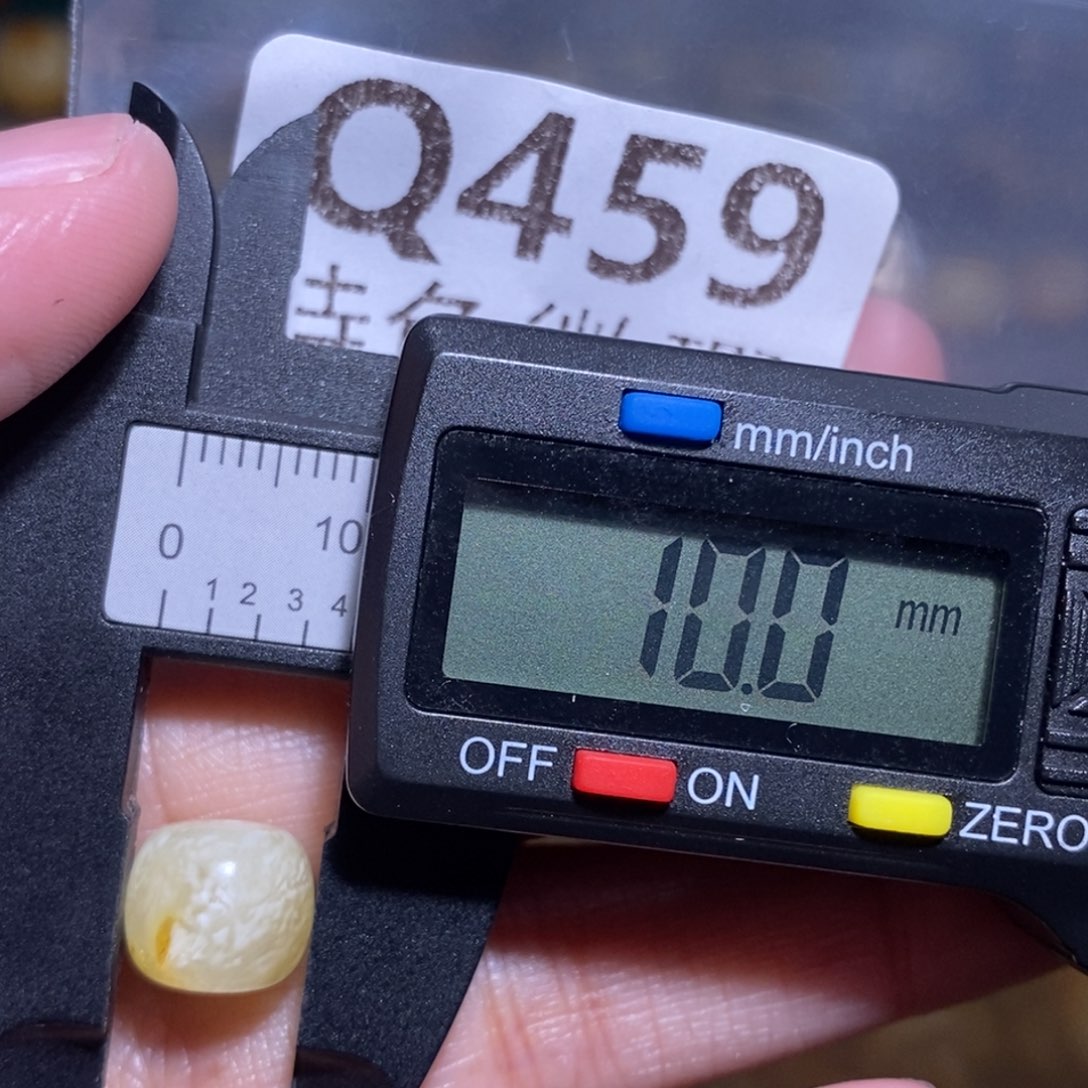 Q459
mm/inch
0 10
1 2 3 4
10.0 mm
OFF ON ZERO